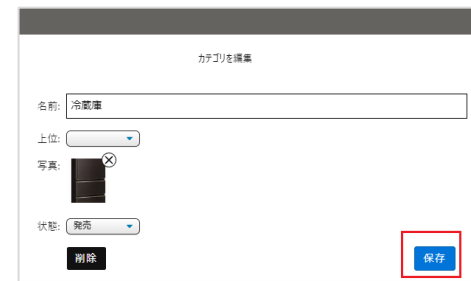 カテゴリを編集
名前: 冷蔵庫
上位:
写真:
状態: 発売
削除 保存